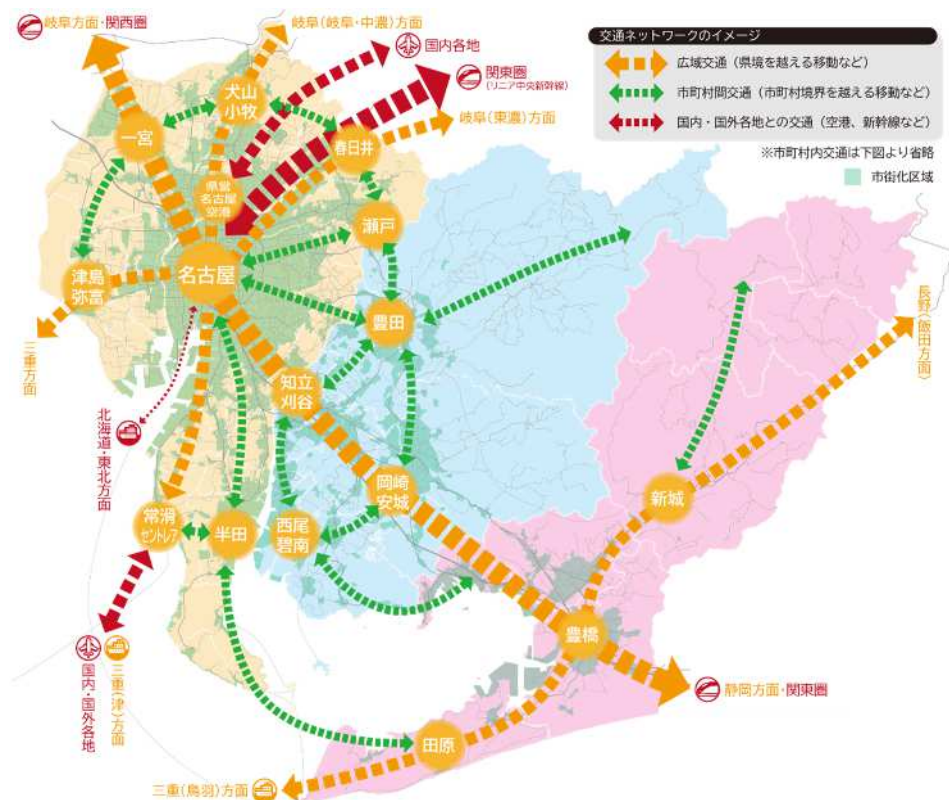 岐阜方面・関西圏
岐阜(岐阜・中濃)方面
国内各地
関東圏
(リニア中央新幹線)
岐阜(東濃)方面
交通ネットワークのイメージ
広域交通(県境を越える移動など)
市町村間交通(市町村境界を越える移動など)
国内・国外各地との交通(空港、新幹線など)
※市町村内交通は下図より省略
市街化区域
犬山
小牧
一宮
春日井
県営
名古屋
空港
瀬戸
名古屋
津島
弥富
豊田
三重方面
長野(飯田方面)
知立
刈谷
北海道・東北方面
岡崎
安城
新城
常滑
セントレア
半田
西尾
碧南
豊橋
国内・国外各地
三重(津)方面
静岡方面・関東圏
田原
三重(鳥羽)方面